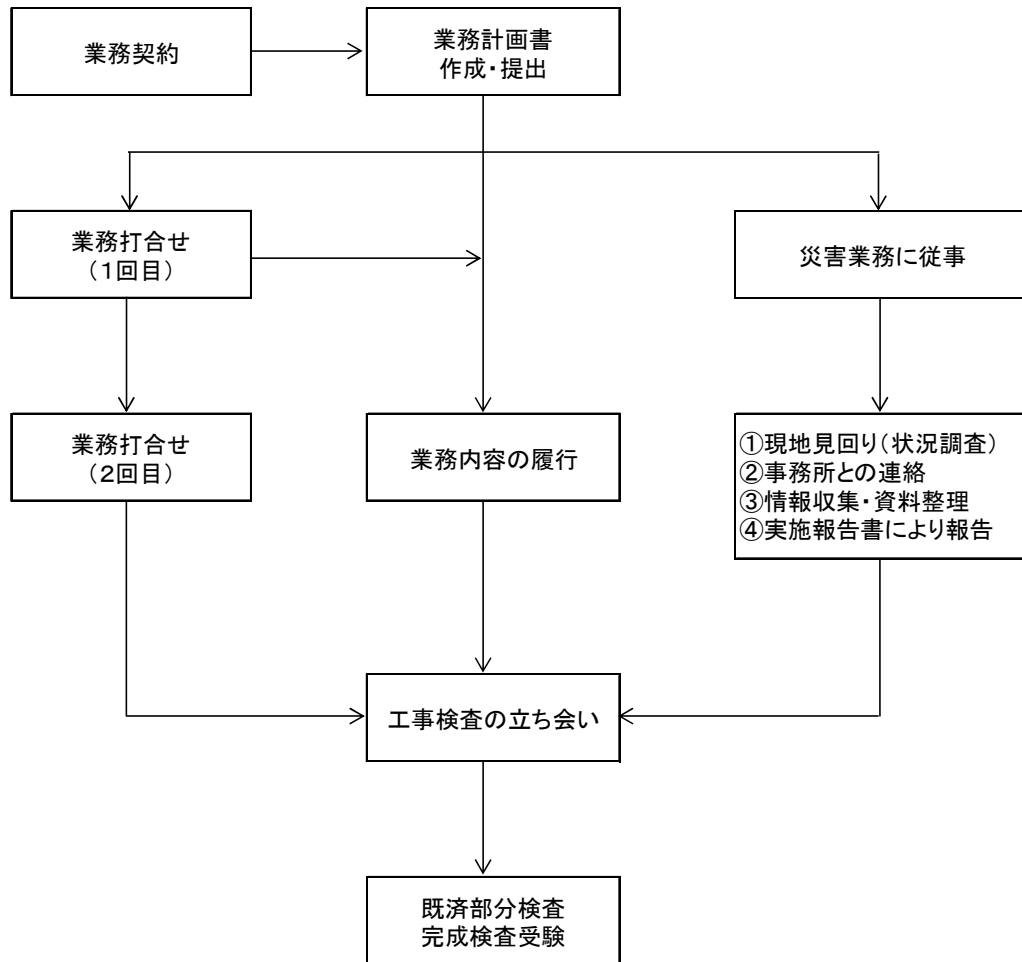 業務契約
業務計画書
作成・提出
業務打合せ
（１回目）
災害業務に従事
業務打合せ
（２回目）
業務内容の履行
①現地見回り（状況調査）
②事務所との連絡
③情報収集・資料整理
④実施報告書により報告
工事検査の立ち会い
既済部分検査
完成検査受験